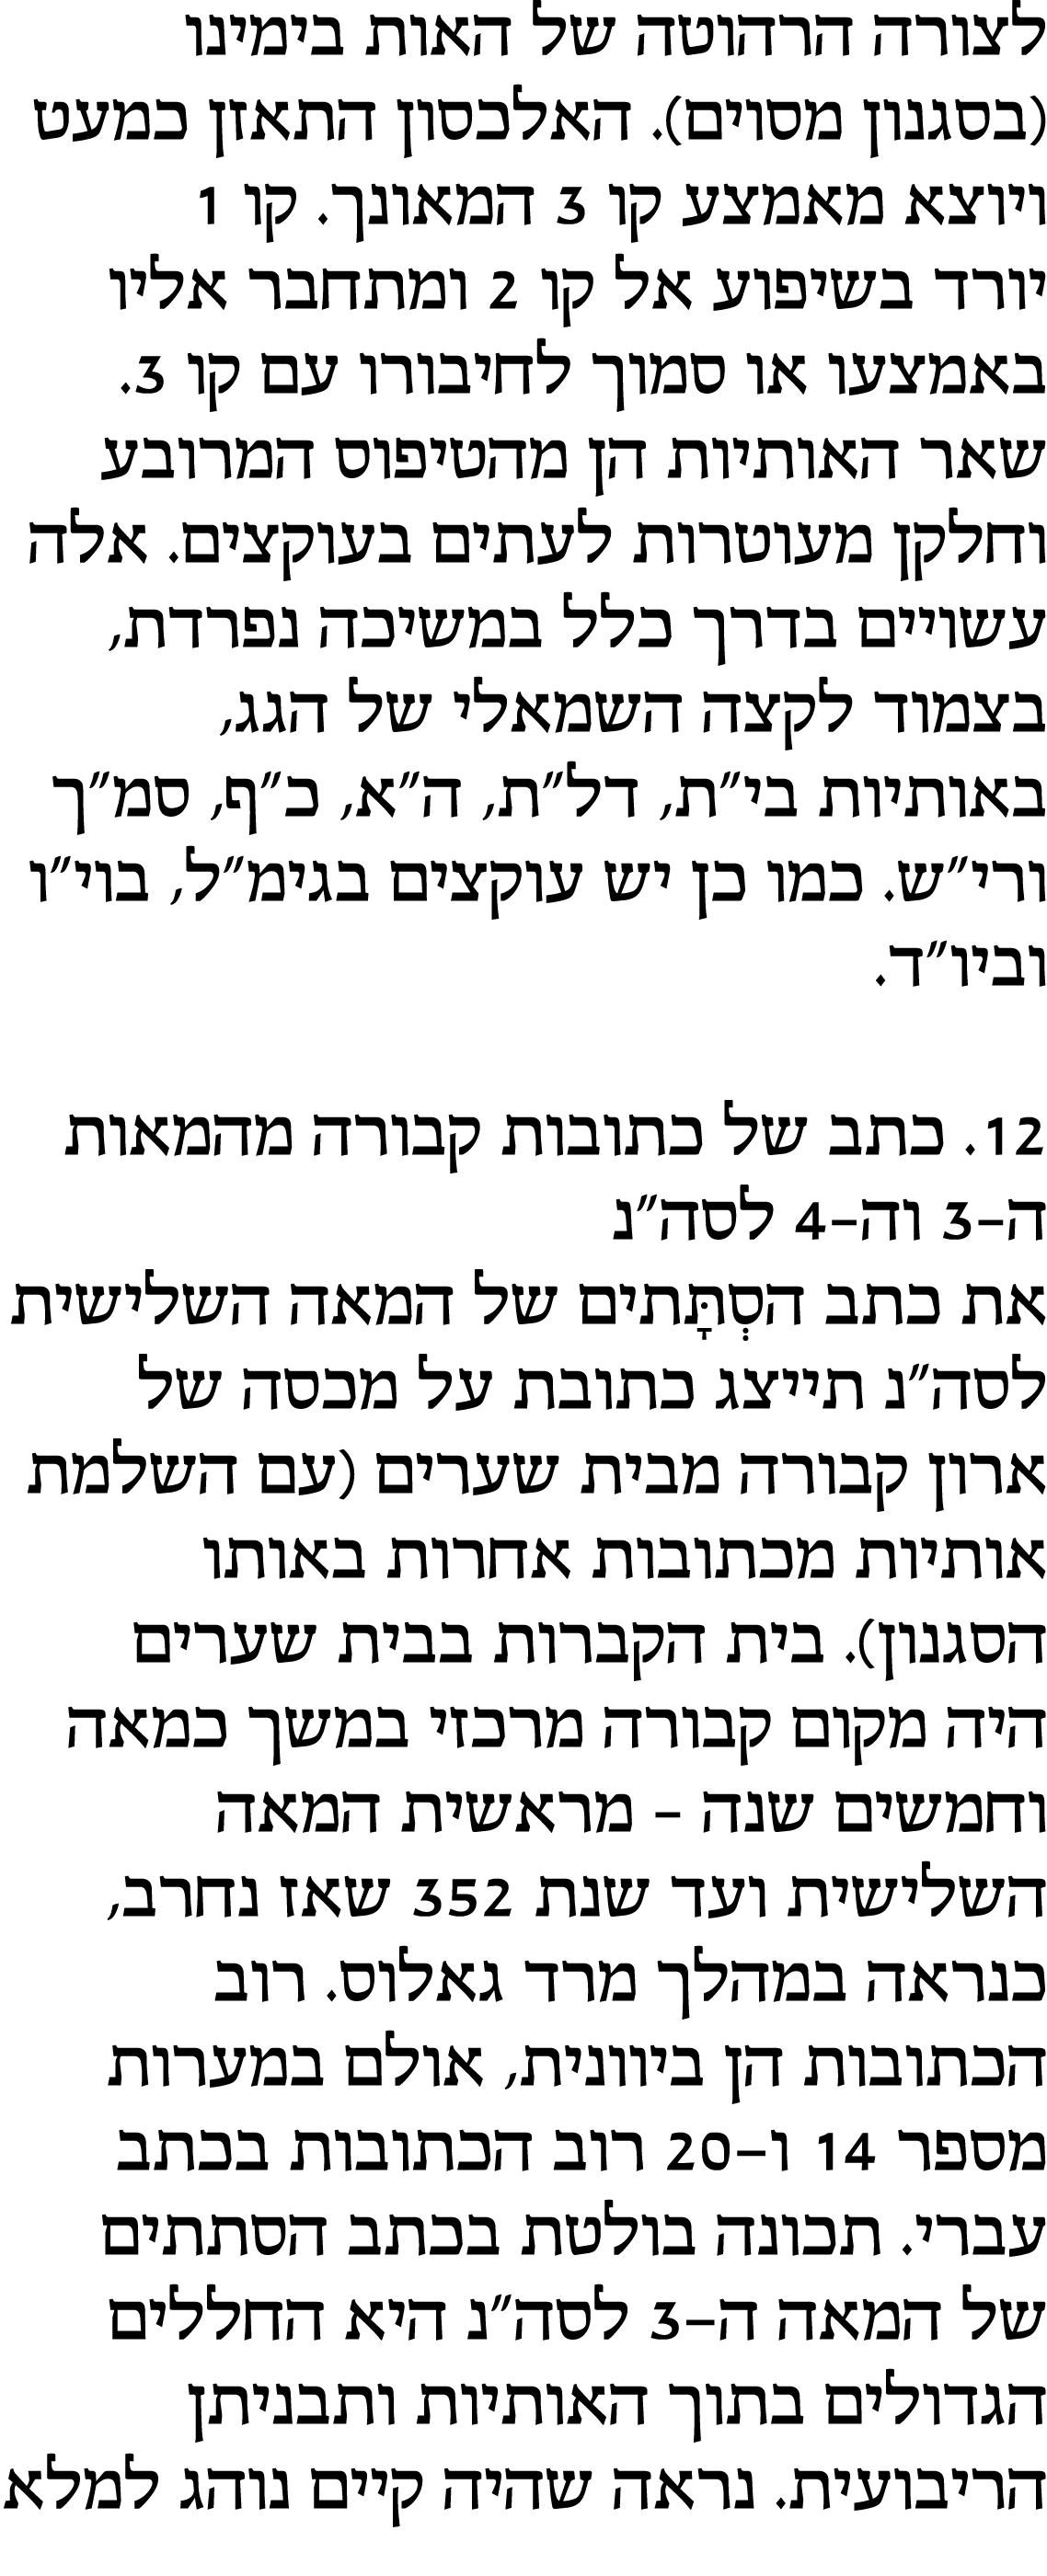 לצורה הרהוטה של האות בימינו
(בסגנון מסוים). האלכסון התאזן כמעט
ויוצא מאמצע קו 3 המאונך. קו 1
יורד בשיפוע אל קו 2 ומתחבר אליו
באמצעו או סמוך לחיבורו עם קו 3.
שאר האותיות הן מהטיפוס המרובע
וחלקן מעוטרות לעתים בעוקצים. אלה
עשויים בדרך כלל במשיכה נפרדת,
בצמוד לקצה השמאלי של הגג,
באותיות בי״ת, דל״ת, ה״א, כ״ף, סמ״ך
ורי״ש. כמו כן יש עוקצים בגימ״ל, בוי״ו
וביו״ד.
12. כתב של כתובות קבורה מהמאות
ה–3 וה–4 לסה״נ
את כתב הסְתָּתים של המאה השלישית
לסה״נ תייצג כתובת על מכסה של
ארון קבורה מבית שערים (עם השלמת
אותיות מכתובות אחרות באותו
הסגנון). בית הקברות בבית שערים
היה מקום קבורה מרכזי במשך כמאה
וחמשים שנה – מראשית המאה
השלישית ועד שנת 352 שאז נחרב,
כנראה במהלך מרד גאלוס. רוב
הכתובות הן ביוונית, אולם במערות
מספר 14 ו–20 רוב הכתובות בכתב
עברי. תכונה בולטת בכתב הסתתים
של המאה ה–3 לסה״נ היא החללים
הגדולים בתוך האותיות ותבניתן
הריבועית. נראה שהיה קיים נוהג למלא